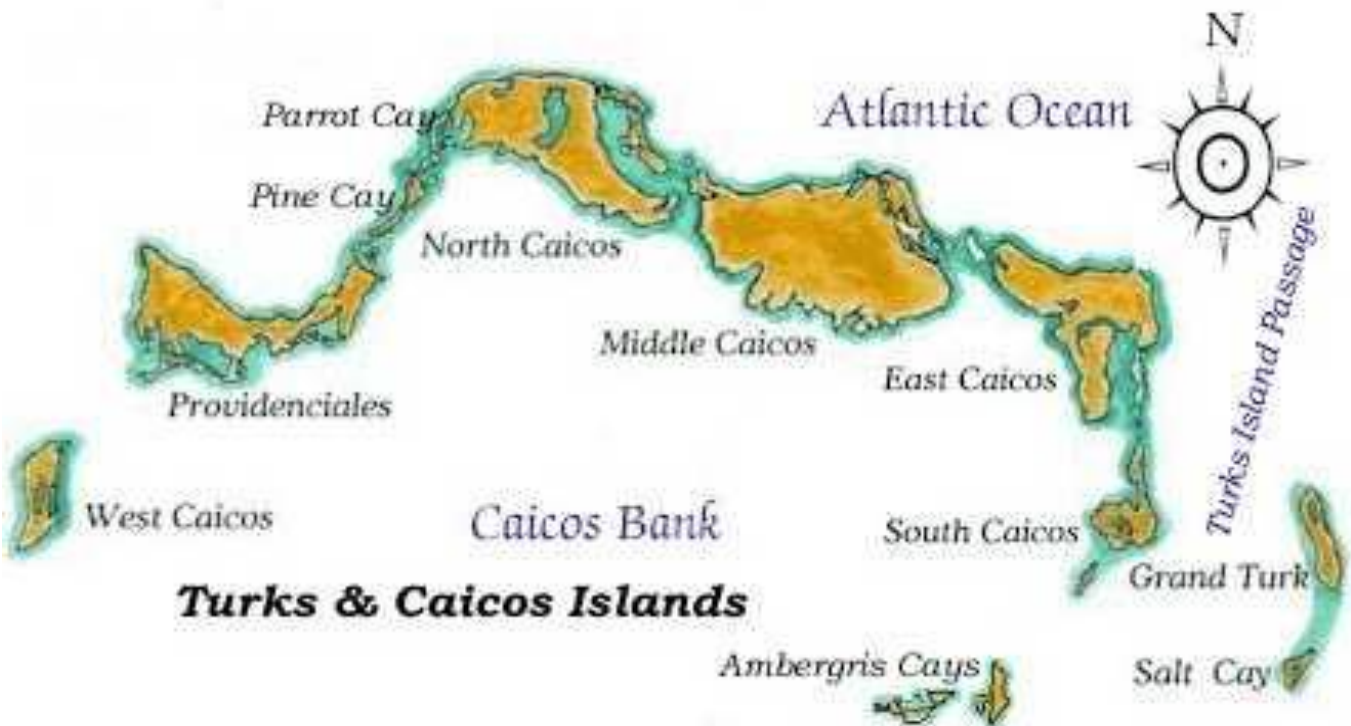 N
Atlantic Ocean
Parrot Cay
Pine Cay
North Caicos
Turks Island Passage
Middle Caicos
East Caicos
Providenciales
West Caicos
Caicos Bank
South Caicos
Grand Turk
Turks & Caicos Islands
Ambergris Cays
Salt Cay